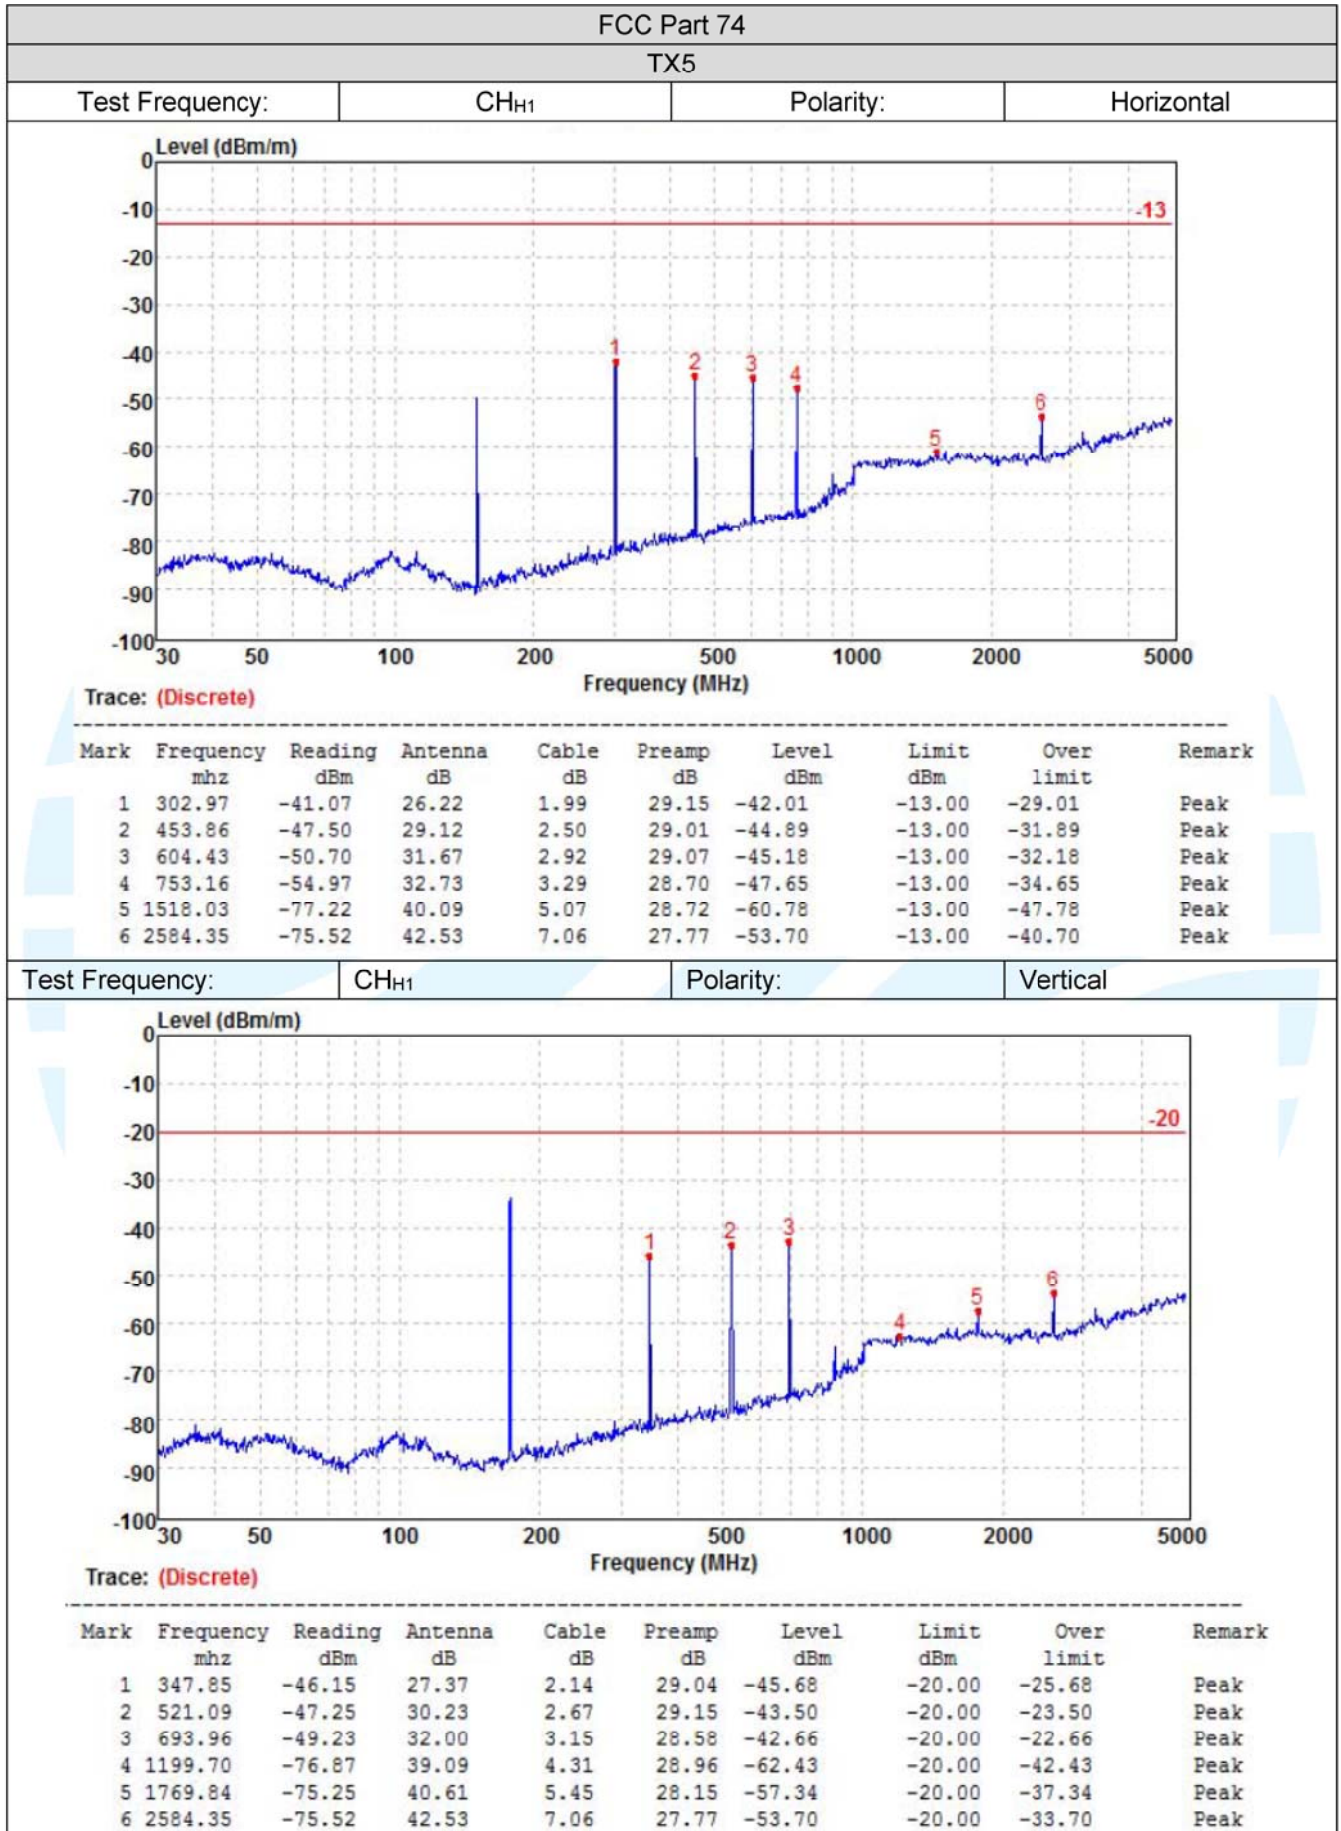 FCC Part 74
TX5
Test Frequency: CHH1 Polarity: Horizontal
Level (dBm/m)
0
-10
-13
-20
-30
-40
1 2 3 4
-50
6
5
-60
-70
-80
-90
-100
30 50 100 200 500 1000 2000 5000
Frequency (MHz)
Trace: (Discrete)
Mark Frequency Reading Antenna Cable Preamp Level Limit Over Remark
mhz dBm dB dB dB dBm dBm limit
1 302.97 -41.07 26.22 1.99 29.15 -42.01 -13.00 -29.01 Peak
2 453.86 -47.50 29.12 2.50 29.01 -44.89 -13.00 -31.89 Peak
3 604.43 -50.70 31.67 2.92 29.07 -45.18 -13.00 -32.18 Peak
4 753.16 -54.97 32.73 3.29 28.70 -47.65 -13.00 -34.65 Peak
5 1518.03 -77.22 40.09 5.07 28.72 -60.78 -13.00 -47.78 Peak
6 2584.35 -75.52 42.53 7.06 27.77 -53.70 -13.00 -40.70 Peak
Test Frequency: CHH1 Polarity: Vertical
Level (dBm/m)
0
-10
-20
-20
-30
-40
1 2 3
-50
6
5
-60
4
-70
-80
-90
-100
30 50 100 200 500 1000 2000 5000
Frequency (MHz)
Trace: (Discrete)
Mark Frequency Reading Antenna Cable Preamp Level Limit Over Remark
mhz dBm dB dB dB dBm dBm limit
1 347.85 -46.15 27.37 2.14 29.04 -45.68 -20.00 -25.68 Peak
2 521.09 -47.25 30.23 2.67 29.15 -43.50 -20.00 -23.50 Peak
3 693.96 -49.23 32.00 3.15 28.58 -42.66 -20.00 -22.66 Peak
4 1199.70 -76.87 39.09 4.31 28.96 -62.43 -20.00 -42.43 Peak
5 1769.84 -75.25 40.61 5.45 28.15 -57.34 -20.00 -37.34 Peak
6 2584.35 -75.52 42.53 7.06 27.77 -53.70 -20.00 -33.70 Peak